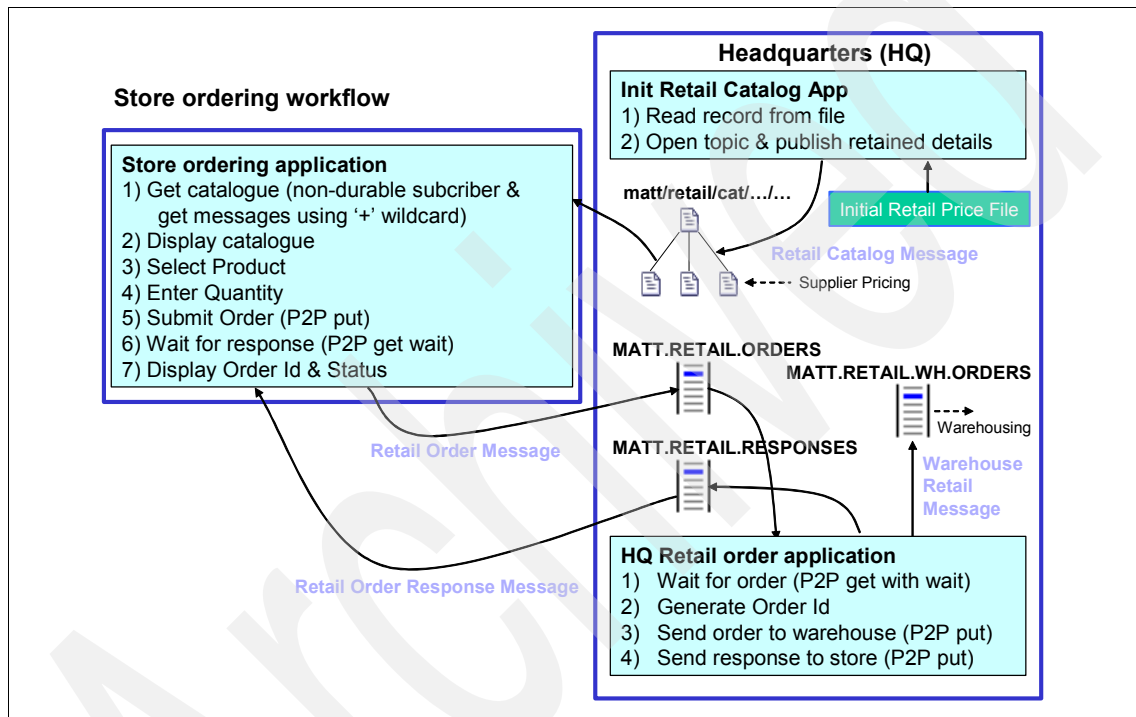 Headquarters (HQ)
Store ordering workflow
Init Retail Catalog App
1) Read record from file
2) Open topic & publish retained details
Store ordering application
1) Get catalogue (non-durable subcriber &
get messages using ‘+’ wildcard)
2) Display catalogue
3) Select Product
4) Enter Quantity
5) Submit Order (P2P put)
6) Wait for response (P2P get wait)
7) Display Order Id & Status
matt/retail/cat/…/…
Initial Retail Price File
Retail Catalog Message
Supplier Pricing
MATT.RETAIL.ORDERS
MATT.RETAIL.WH.ORDERS
Warehousing
Retail Order Message
MATT.RETAIL.RESPONSES
Warehouse
Retail
Message
Retail Order Response Message
HQ Retail order application
1) Wait for order (P2P get with wait)
2) Generate Order Id
3) Send order to warehouse (P2P put)
4) Send response to store (P2P put)
Archived